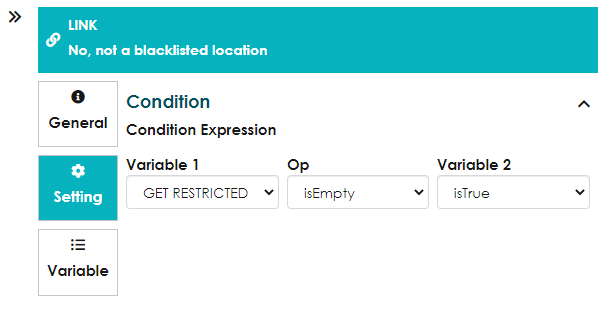 LINK
No, not a blacklisted location
General
Condition
Condition Expression
Setting
Variable 1 Op Variable 2
GET RESTRICTED isEmpty isTrue
Variable